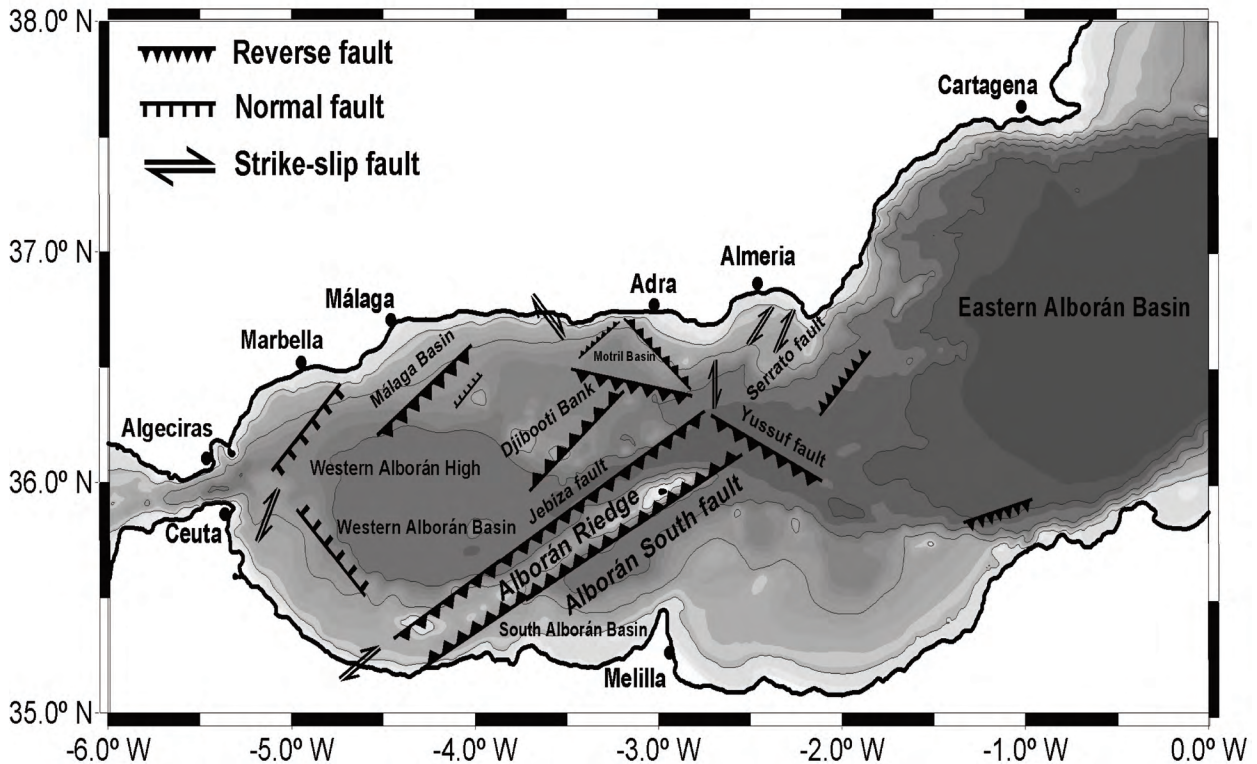 38.0º N
Reverse fault
Normal fault
Strike-slip fault
Cartagena
37.0º N
Almeria
Adra
Málaga
Eastern Alborán Basin
Marbella
Málaga Basin
Motril Basin
Serrato fault
Djibooti Bank
Yussuf fault
Algeciras
Western Alborán High
36.0º N
Jebiza fault
Western Alborán Basin
Ceuta
Alborán Riedge
Alborán South fault
South Alborán Basin
Melilla
35.0º N
-6.0º W -5.0º W -4.0º W -3.0º W -2.0º W -1.0º W 0.0º W